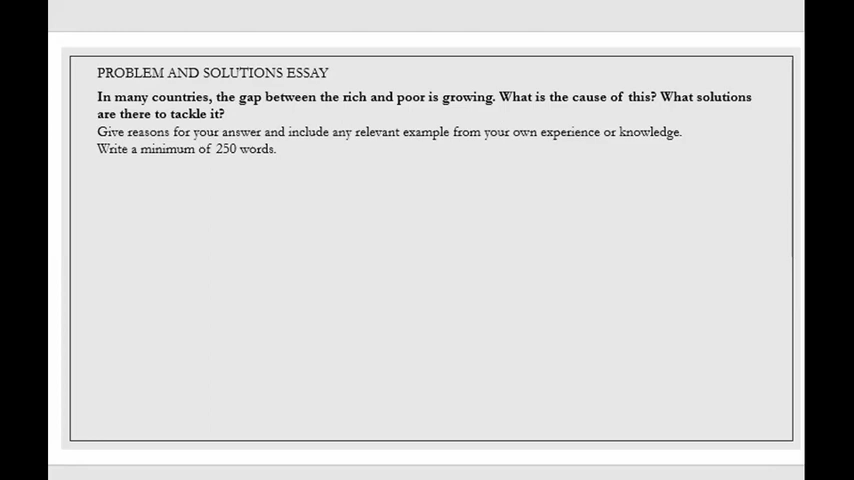 PROBLEM AND SOLUTIONS ESSAY
In many countries, the gap between the rich and poor is growing. What is the cause of this? What solutions
are there to tackle it?
Give reasons for your answer and include any relevant example from your own experience or knowledge.
Write a minimum of 250 words.